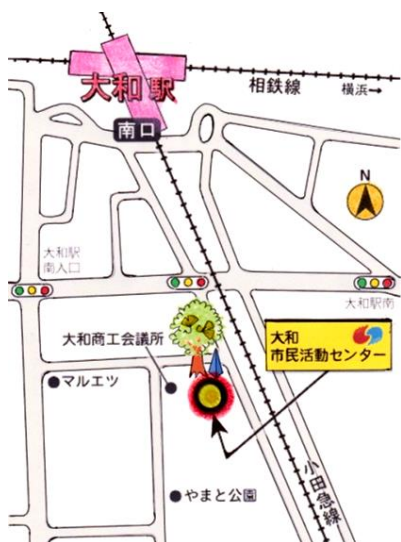 大和駅
相鉄線
横浜→
南口
N
大和駅
南入口
大和駅南
大和商工会議所
大和
市民活動センター
マルエツ
やまと公園
小田急線